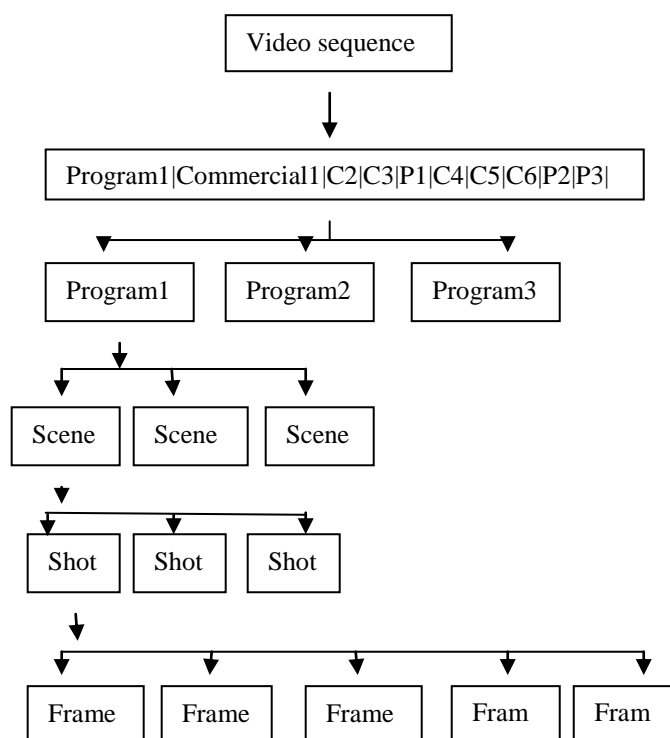 Video sequence
Program1|Commercial1|C2|C3|P1|C4|C5|C6|P2|P3|
Program1
Program2
Program3
Scene
Scene
Scene
Shot
Shot
Shot
Frame
Frame
Frame
Fram
Fram